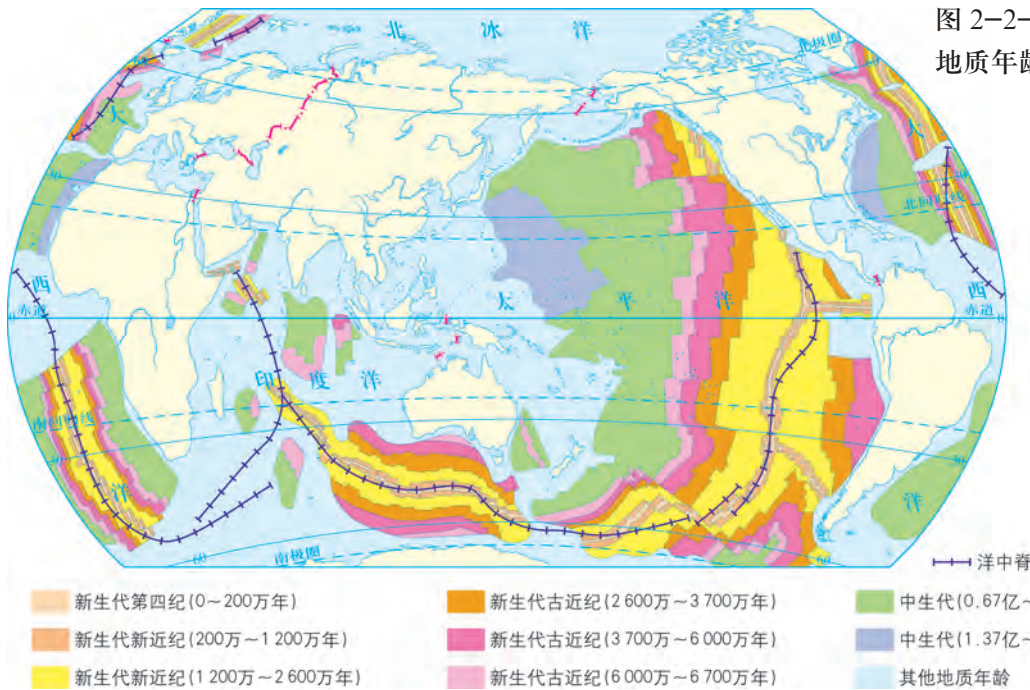 图 2-2-
地质年龄
北 冰 洋
北极圈
大
大
北回归线
30
30
西
赤道
0
太 平 洋
西
赤道
0
印 度 洋
南回归线
30
30
洋
洋
60
60
南极圈
洋中脊
新生代第四纪(0～200万年)
新生代新近纪(200万～1 200万年)
新生代新近纪(1 200万～2 600万年)
新生代古近纪(2 600万～3 700万年)
新生代古近纪(3 700万～6 000万年)
新生代古近纪(6 000万～6 700万年)
中生代(0.67亿～
中生代(1.37亿～
其他地质年龄